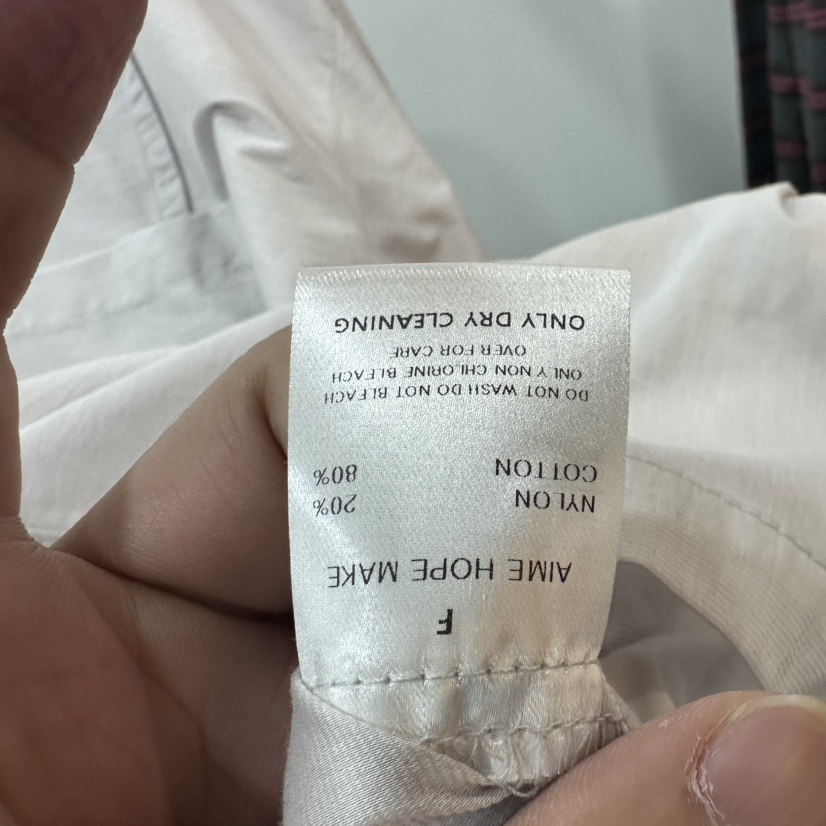 F
AIME HOPE MAKE
NYLON 20%
COTTON 80%
DO NOT WASH DO NOT BLEACH
ONLY NON CHLORINE BLEACH
OVER FOR CARE
ONLY DRY CLEANING